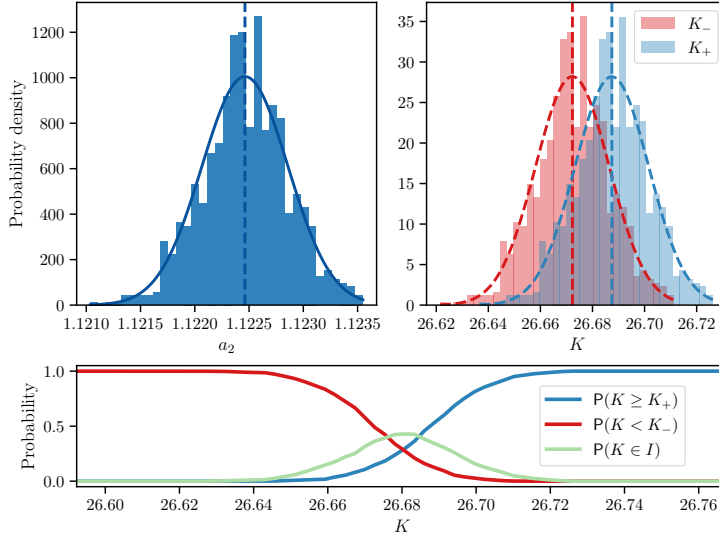 Probability density
1200
1000
800
600
400
200
0
1.1210 1.1215 1.1220 1.1225 1.1230 1.1235
a₂
35
30
25
20
15
10
5
0
K₋
K₊
26.62 26.64 26.66 26.68 26.70 26.72
K
Probability
1.0
0.5
0.0
P(K ≥ K₊)
P(K < K₋)
P(K ∈ I)
26.60 26.62 26.64 26.66 26.68 26.70 26.72 26.74 26.76
K